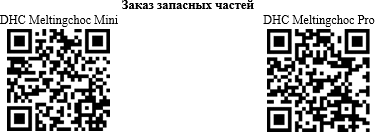 Заказ запасных частей
DHC Meltingchoc Mini
DHC Meltingchoc Pro